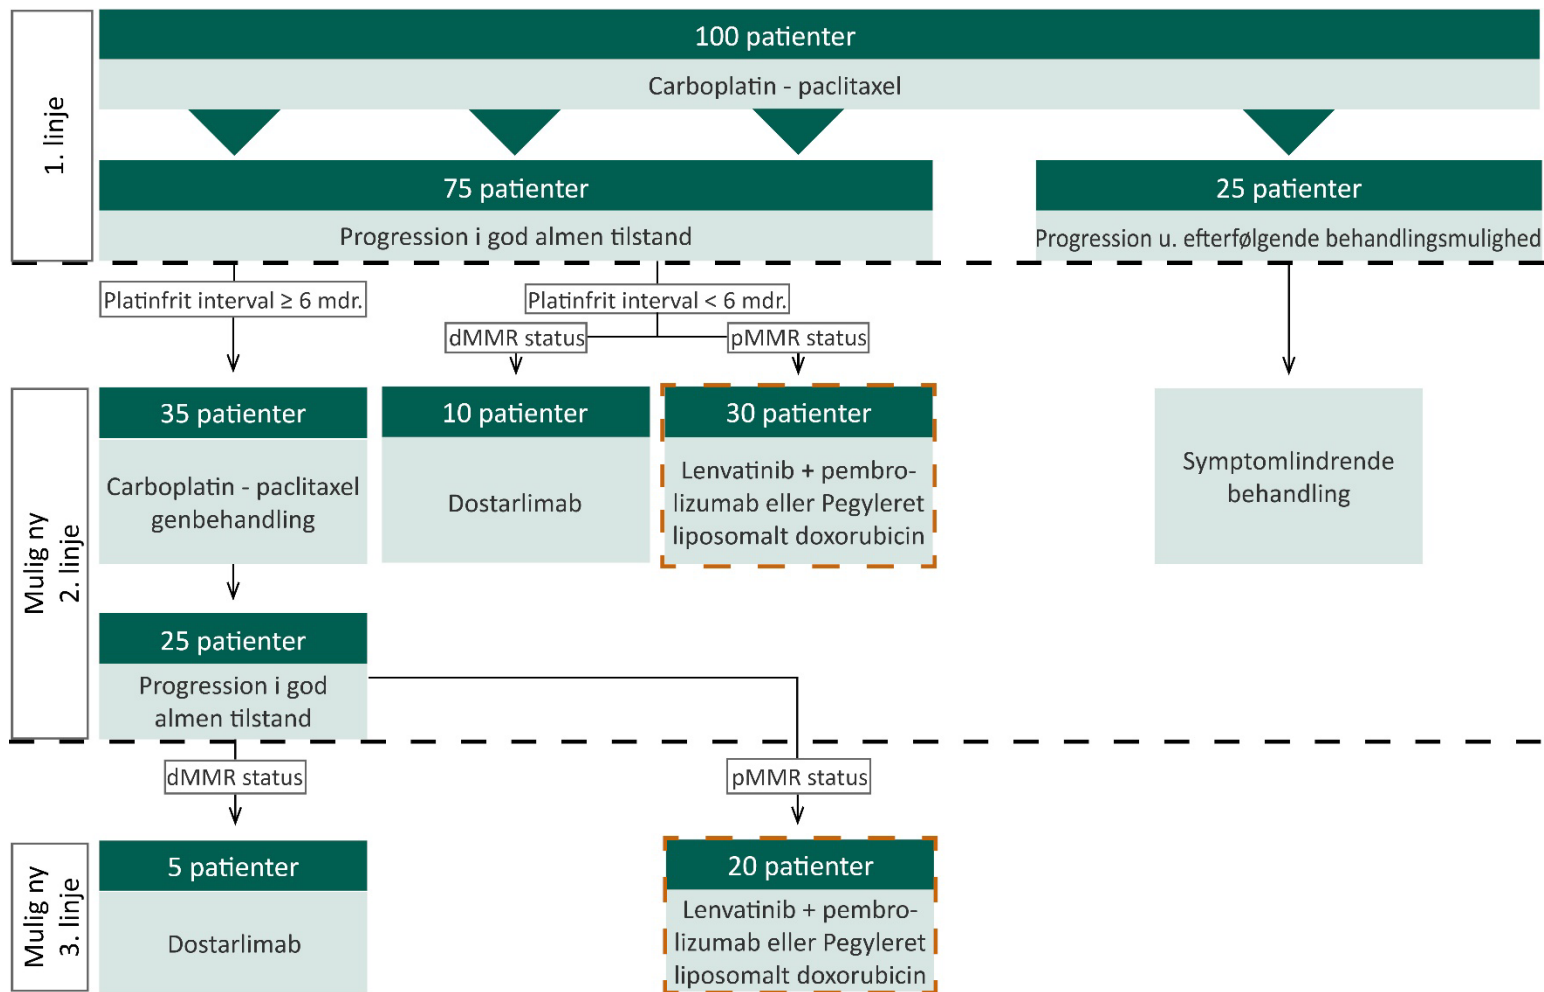 1. linje
100 patienter
Carboplatin - paclitaxel
75 patienter
Progression i god almen tilstand
25 patienter
Progression u. efterfølgende behandlingsmulighed
Platinfrit interval ≥ 6 mdr.
Platinfrit interval < 6 mdr.
dMMR status
pMMR status
Mulig ny
2. linje
35 patienter
Carboplatin - paclitaxel
genbehandling
10 patienter
Dostarlimab
30 patienter
Lenvatinib + pembro-
lizumab eller Pegyleret
liposomalt doxorubicin
Symptomlindrende
behandling
25 patienter
Progression i god
almen tilstand
dMMR status
pMMR status
Mulig ny
3. linje
5 patienter
Dostarlimab
20 patienter
Lenvatinib + pembro-
lizumab eller Pegyleret
liposomalt doxorubicin